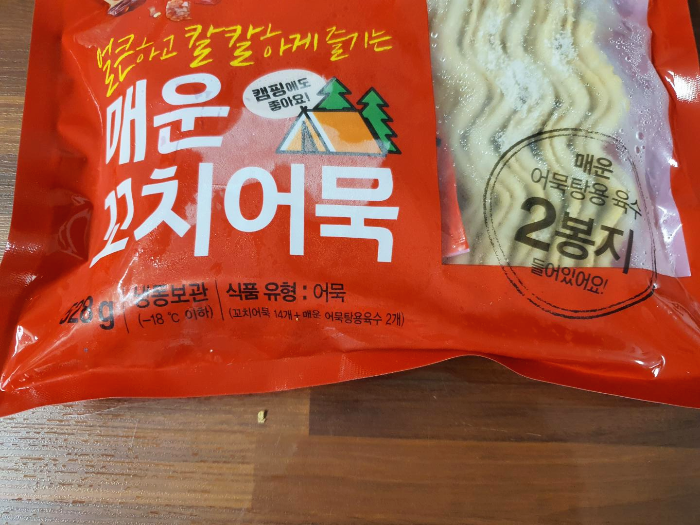 얼큰하고 칼칼하게 즐기는
캠핑에도
좋아요!
매운
꼬치어묵
매운
어묵탕용 육수
2봉지
들어있어요!
528g
냉동보관
(-18 ℃ 이하)
식품 유형 : 어묵
(꼬치어묵 14개+매운 어묵탕용육수 2개)